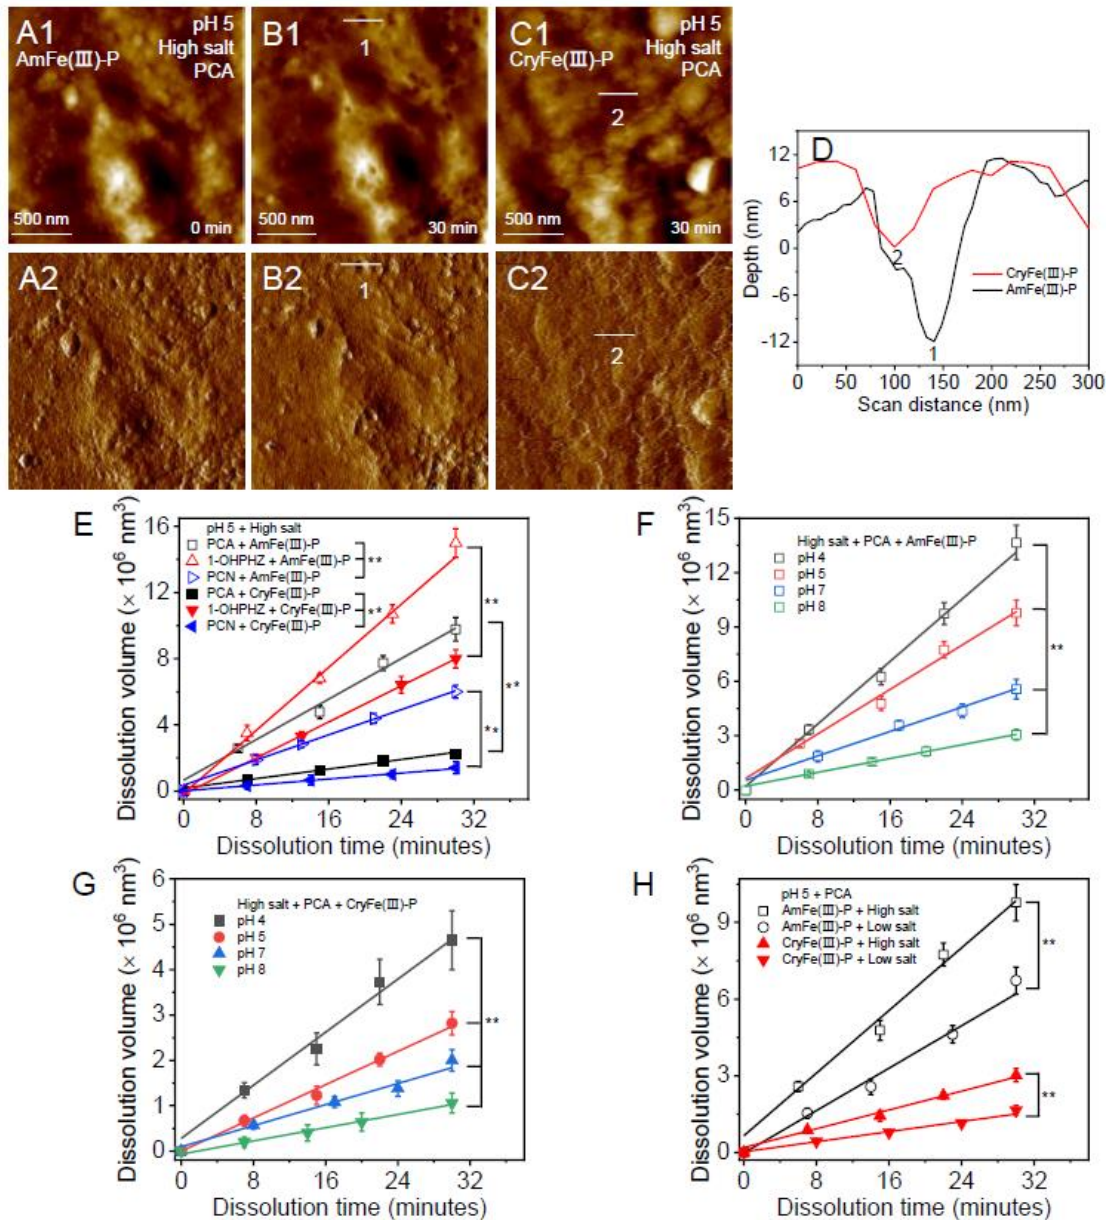 A1
AmFe(III)-P
pH 5
High salt
PCA
500 nm
0 min
B1
1
500 nm
30 min
C1
CryFe(III)-P
pH 5
High salt
PCA
2
500 nm
30 min
A2
B2
1
C2
2
D
Depth (nm)
12
6
0
-6
-12
2
1
CryFe(III)-P
AmFe(III)-P
0 50 100 150 200 250 300
Scan distance (nm)
E
Dissolution volume (× 10⁶ nm³)
16
12
8
4
0
pH 5 + High salt
PCA + AmFe(III)-P
1-OHPHZ + AmFe(III)-P
PCN + AmFe(III)-P
PCA + CryFe(III)-P
1-OHPHZ + CryFe(III)-P
PCN + CryFe(III)-P
**
**
**
**
**
0 8 16 24 32
Dissolution time (minutes)
F
Dissolution volume (× 10⁶ nm³)
15
12
9
6
3
0
High salt + PCA + AmFe(III)-P
pH 4
pH 5
pH 7
pH 8
**
0 8 16 24 32
Dissolution time (minutes)
G
Dissolution volume (× 10⁶ nm³)
6
5
4
3
2
1
0
High salt + PCA + CryFe(III)-P
pH 4
pH 5
pH 7
pH 8
**
0 8 16 24 32
Dissolution time (minutes)
H
Dissolution volume (× 10⁶ nm³)
9
6
3
0
pH 5 + PCA
AmFe(III)-P + High salt
AmFe(III)-P + Low salt
CryFe(III)-P + High salt
CryFe(III)-P + Low salt
**
**
0 8 16 24 32
Dissolution time (minutes)